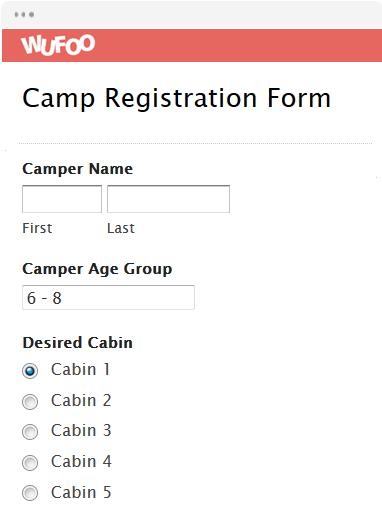 WUFOO
Camp Registration Form
Camper Name
First Last
Camper Age Group
6 - 8
Desired Cabin
Cabin 1
Cabin 2
Cabin 3
Cabin 4
Cabin 5